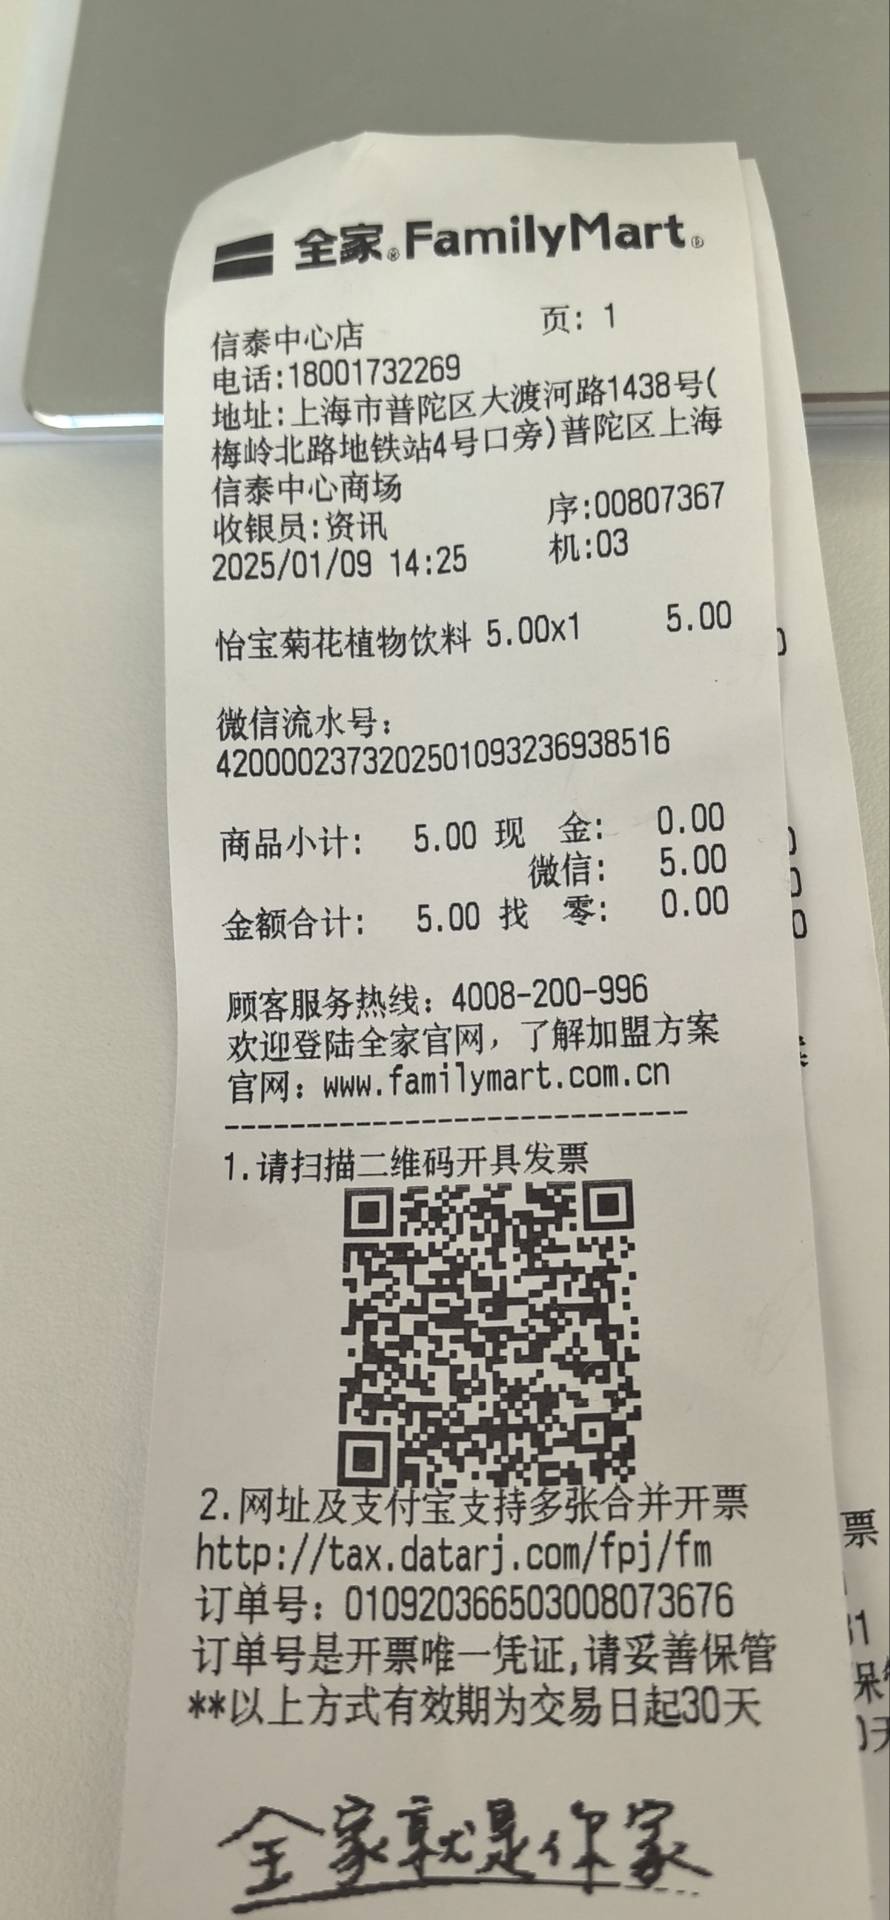 全家®FamilyMart®
信泰中心店 页: 1
电话:18001732269
地址:上海市普陀区大渡河路1438号(
梅岭北路地铁站4号口旁)普陀区上海
信泰中心商场
收银员:资讯 序:00807367
2025/01/09 14:25 机:03
怡宝菊花植物饮料 5.00x1 5.00
微信流水号:
4200002373202501093236938516
商品小计: 5.00 现 金: 0.00
微信: 5.00
金额合计: 5.00 找 零: 0.00
顾客服务热线: 4008-200-996
欢迎登陆全家官网, 了解加盟方案
官网: www.familymart.com.cn
----------------------------
1.请扫描二维码开具发票
2.网址及支付宝支持多张合并开票
http://tax.datarj.com/fpj/fm
订单号: 010920366503008073676
订单号是开票唯一凭证,请妥善保管
**以上方式有效期为交易日起30天
全家就是你家
票
31
保
天